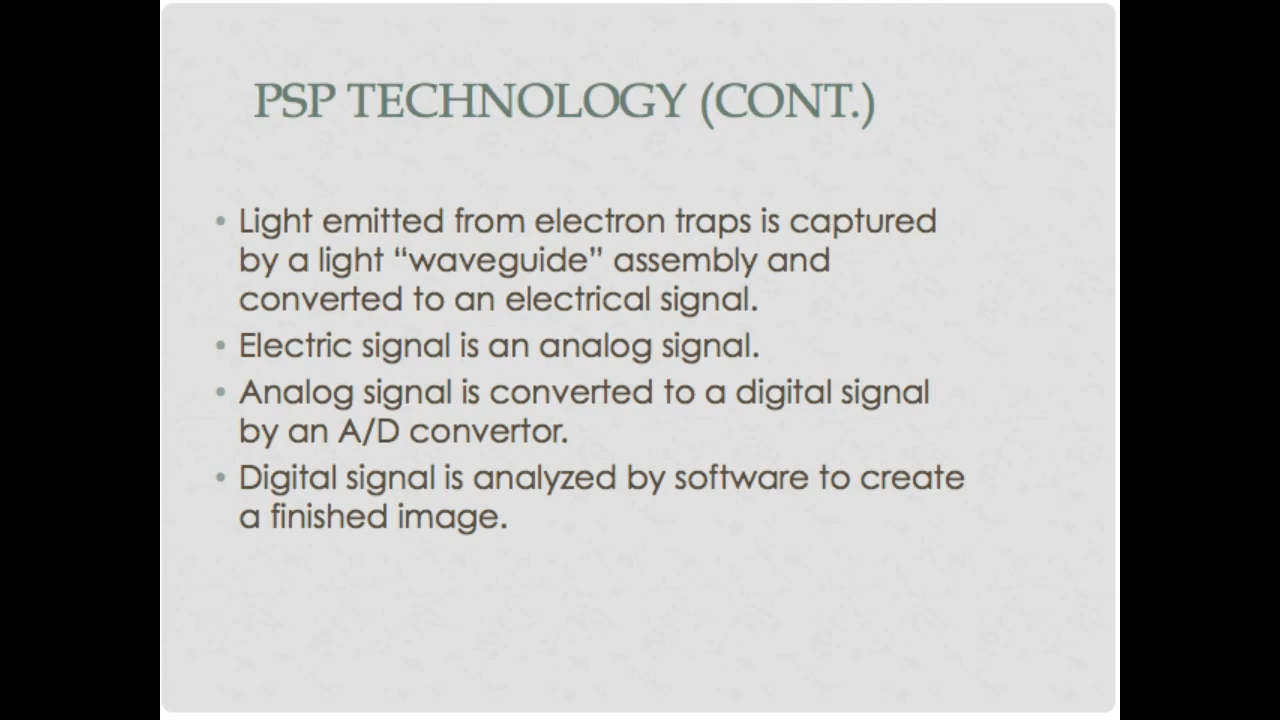 PSP TECHNOLOGY (CONT.)
• Light emitted from electron traps is captured
by a light “waveguide” assembly and
converted to an electrical signal.
• Electric signal is an analog signal.
• Analog signal is converted to a digital signal
by an A/D convertor.
• Digital signal is analyzed by software to create
a finished image.